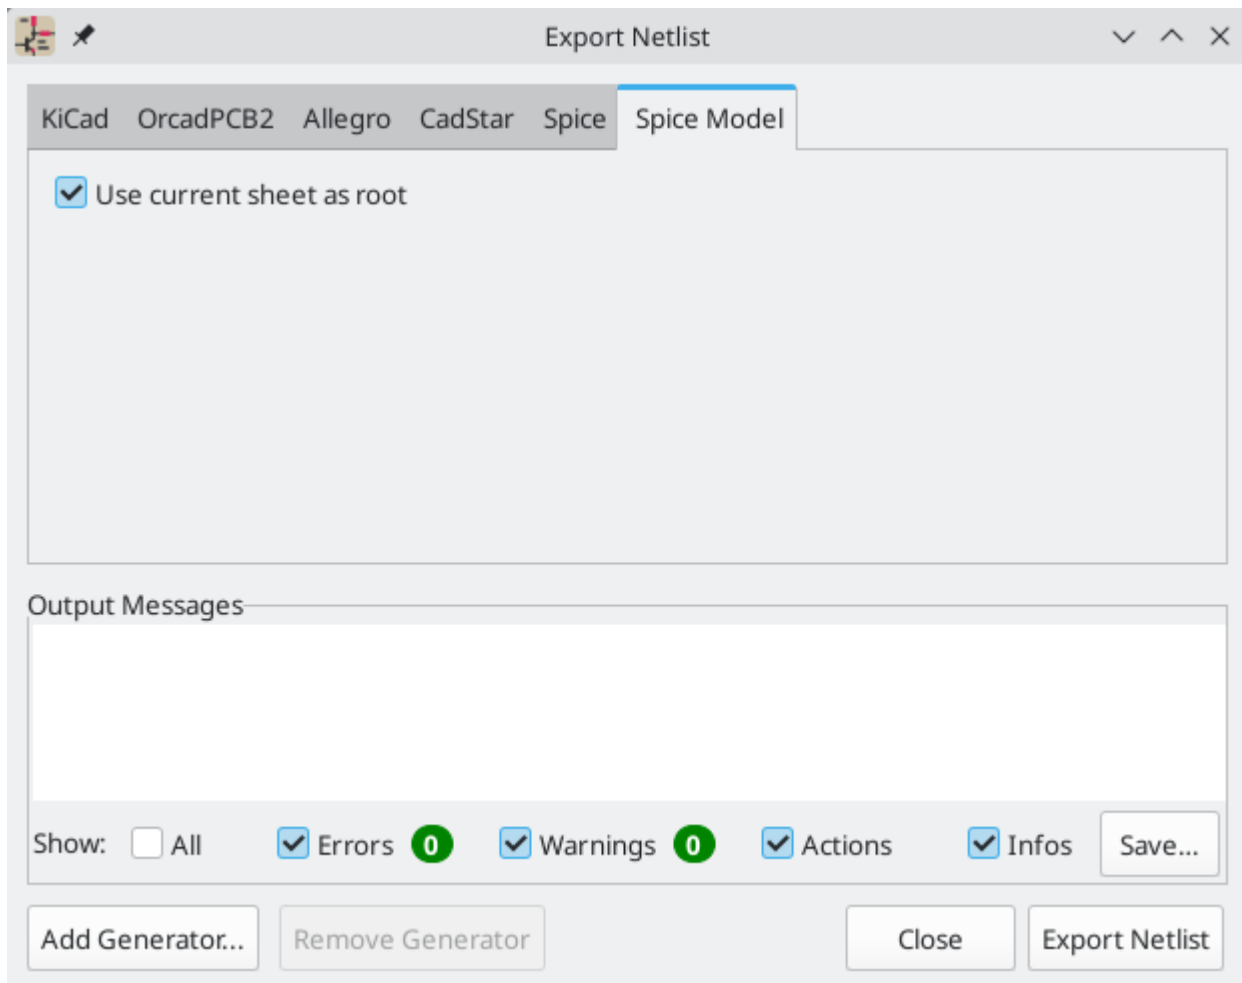 Export Netlist
KiCad OrcadPCB2 Allegro CadStar Spice Spice Model
Use current sheet as root
Output Messages
Show: All Errors 0 Warnings 0 Actions Infos Save...
Add Generator... Remove Generator Close Export Netlist